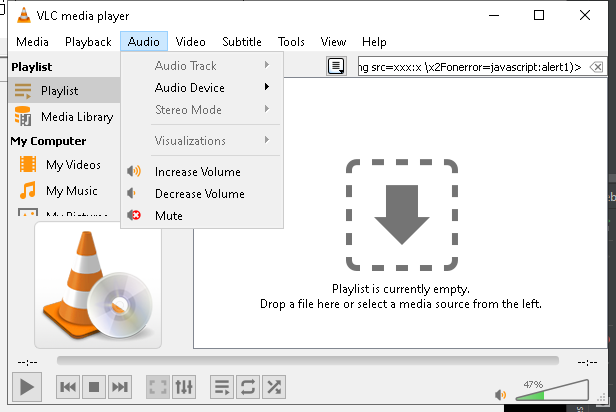 VLC media player
Media Playback Audio Video Subtitle Tools View Help
Playlist
Playlist
Media Library
My Computer
My Videos
My Music
My Pictures
Audio Track
Audio Device
Stereo Mode
Visualizations
Increase Volume
Decrease Volume
Mute
ng src=xxx:x \x2Fonerror=javascript:alert1)>
Playlist is currently empty.
Drop a file here or select a media source from the left.
--:--
--:--
47%